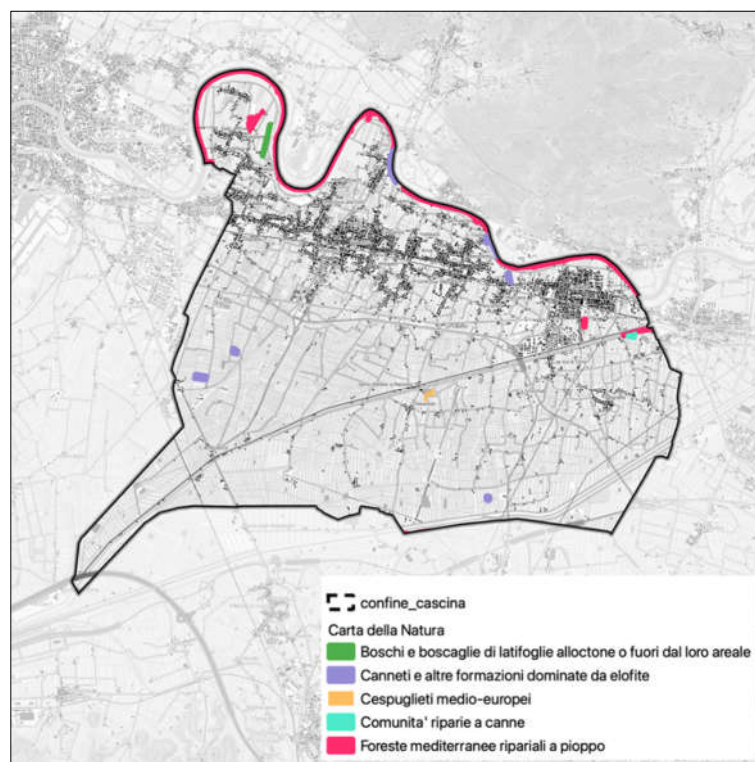 confine_cascina
Carta della Natura
Boschi e boscaglie di latifoglie alloctone o fuori dal loro areale
Canneti e altre formazioni dominate da elofite
Cespuglieti medio-europei
Comunita' riparie a canne
Foreste mediterranee ripariali a pioppo